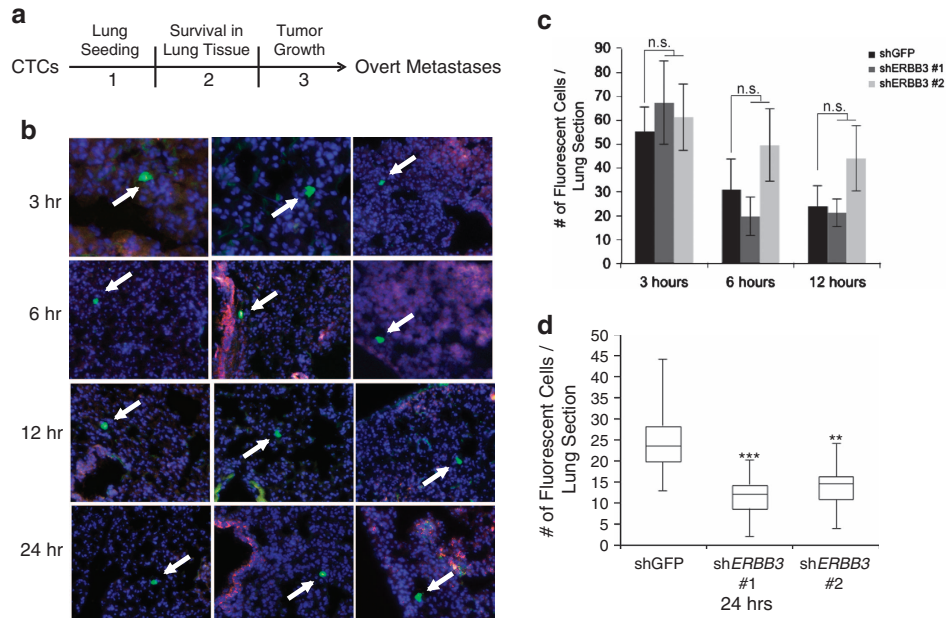 a
Lung Seeding
Survival in Lung Tissue
Tumor Growth
CTCs
1
2
3
Overt Metastases
b
3 hr
6 hr
12 hr
24 hr
c
# of Fluorescent Cells / Lung Section
90
80
70
60
50
40
30
20
10
0
n.s.
n.s.
n.s.
shGFP
shERBB3 #1
shERBB3 #2
3 hours
6 hours
12 hours
d
# of Fluorescent Cells / Lung Section
50
45
40
35
30
25
20
15
10
5
0
***
**
shGFP
shERBB3 #1
shERBB3 #2
24 hrs